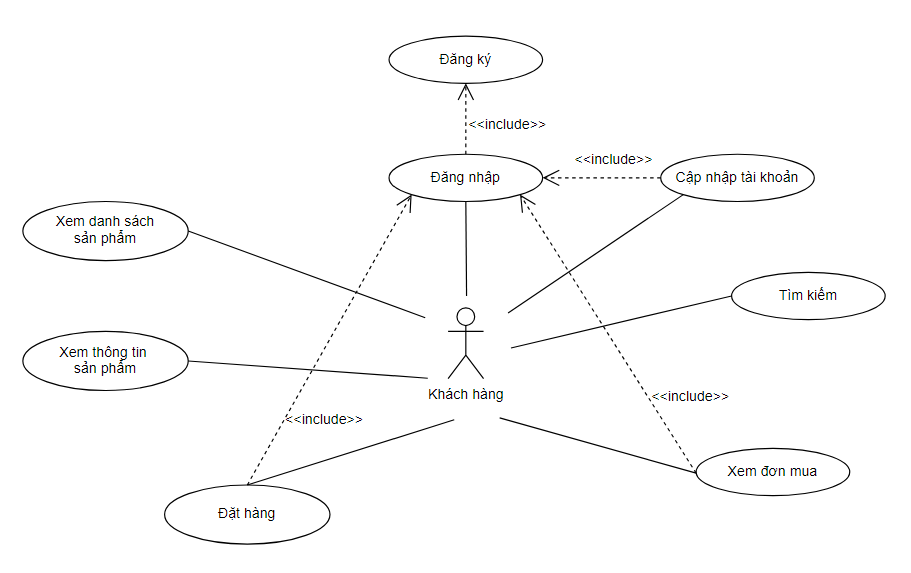 Đăng ký
<<include>>
Đăng nhập
<<include>>
Cập nhập tài khoản
Xem danh sách
sản phẩm
Tìm kiếm
Xem thông tin
sản phẩm
Khách hàng
<<include>>
<<include>>
Xem đơn mua
Đặt hàng